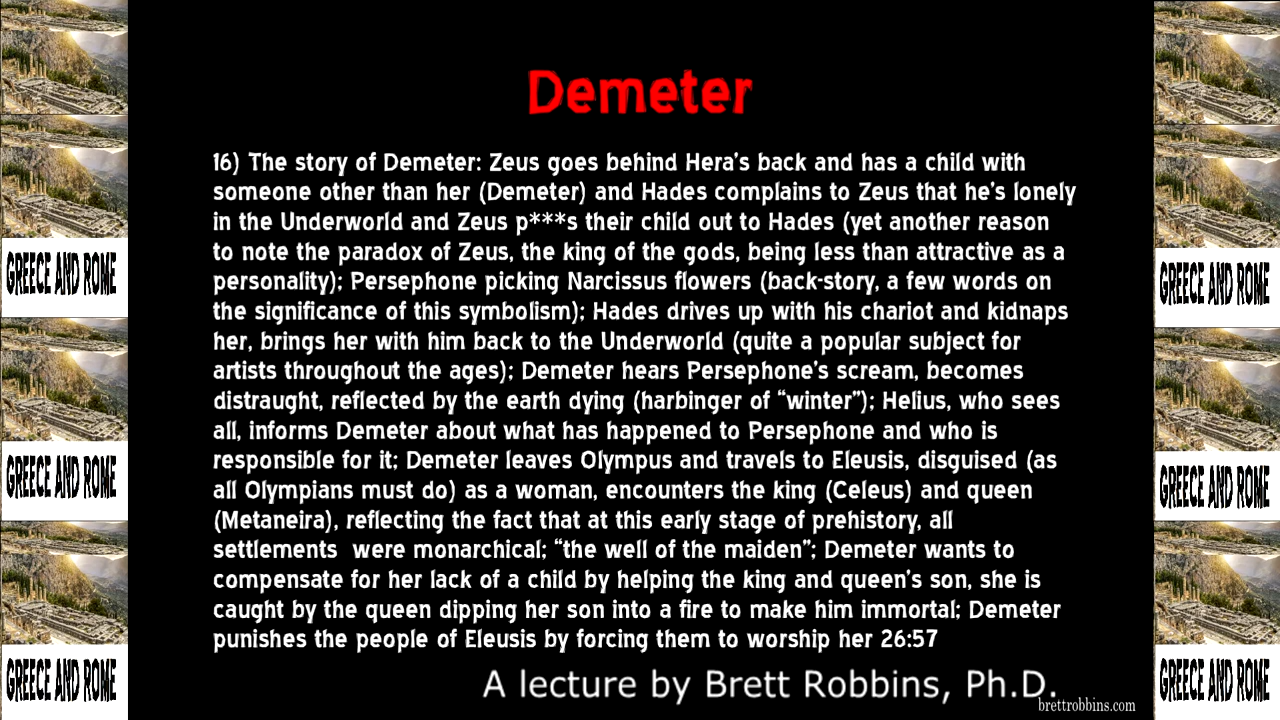 Demeter
16) The story of Demeter: Zeus goes behind Hera's back and has a child with
someone other than her (Demeter) and Hades complains to Zeus that he's lonely
in the Underworld and Zeus p***s their child out to Hades (yet another reason
to note the paradox of Zeus, the king of the gods, being less than attractive as a
personality); Persephone picking Narcissus flowers (back-story, a few words on
the significance of this symbolism); Hades drives up with his chariot and kidnaps
her, brings her with him back to the Underworld (quite a popular subject for
artists throughout the ages); Demeter hears Persephone's scream, becomes
distraught, reflected by the earth dying (harbinger of “winter”); Helius, who sees
all, informs Demeter about what has happened to Persephone and who is
responsible for it; Demeter leaves Olympus and travels to Eleusis, disguised (as
all Olympians must do) as a woman, encounters the king (Celeus) and queen
(Metaneira), reflecting the fact that at this early stage of prehistory, all
settlements  were monarchical; “the well of the maiden”; Demeter wants to
compensate for her lack of a child by helping the king and queen's son, she is
caught by the queen dipping her son into a fire to make him immortal; Demeter
punishes the people of Eleusis by forcing them to worship her 26:57
A lecture by Brett Robbins, Ph.D.
brettrobbins.com
GREECE AND ROME
GREECE AND ROME
GREECE AND ROME
GREECE AND ROME
GREECE AND ROME
GREECE AND ROME